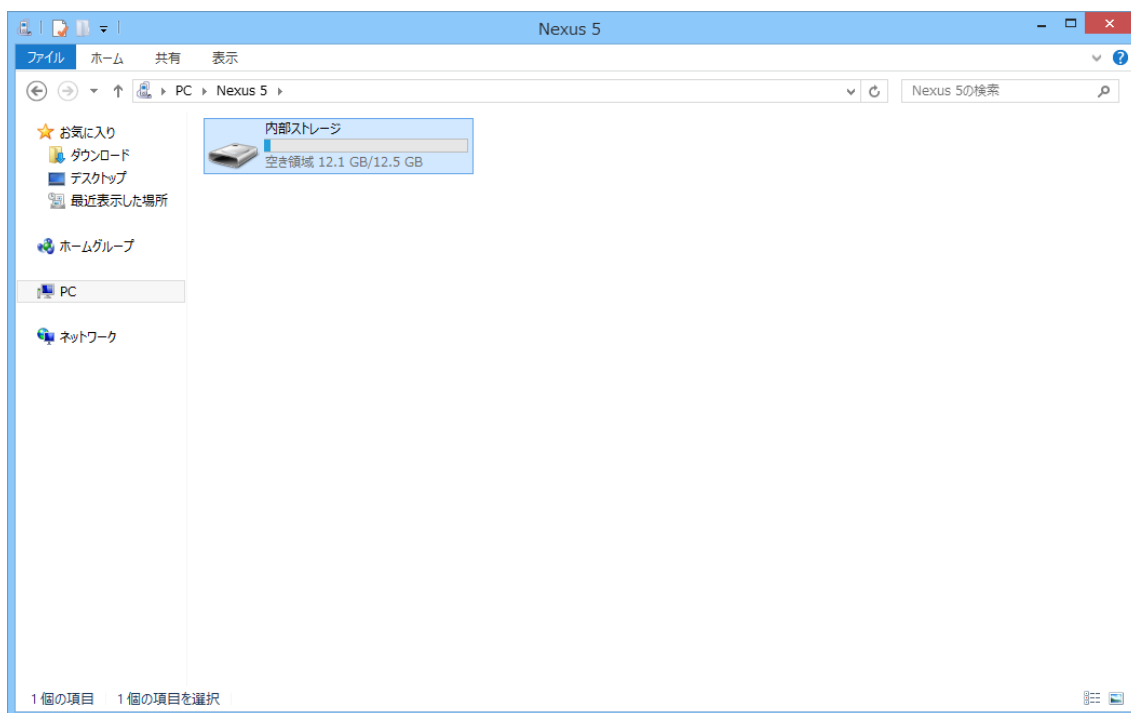 Nexus 5
ファイル ホーム 共有 表示
PC Nexus 5
Nexus 5の検索
お気に入り
ダウンロード
デスクトップ
最近表示した場所
ホームグループ
PC
ネットワーク
内部ストレージ
空き領域 12.1 GB/12.5 GB
1 個の項目 1 個の項目を選択